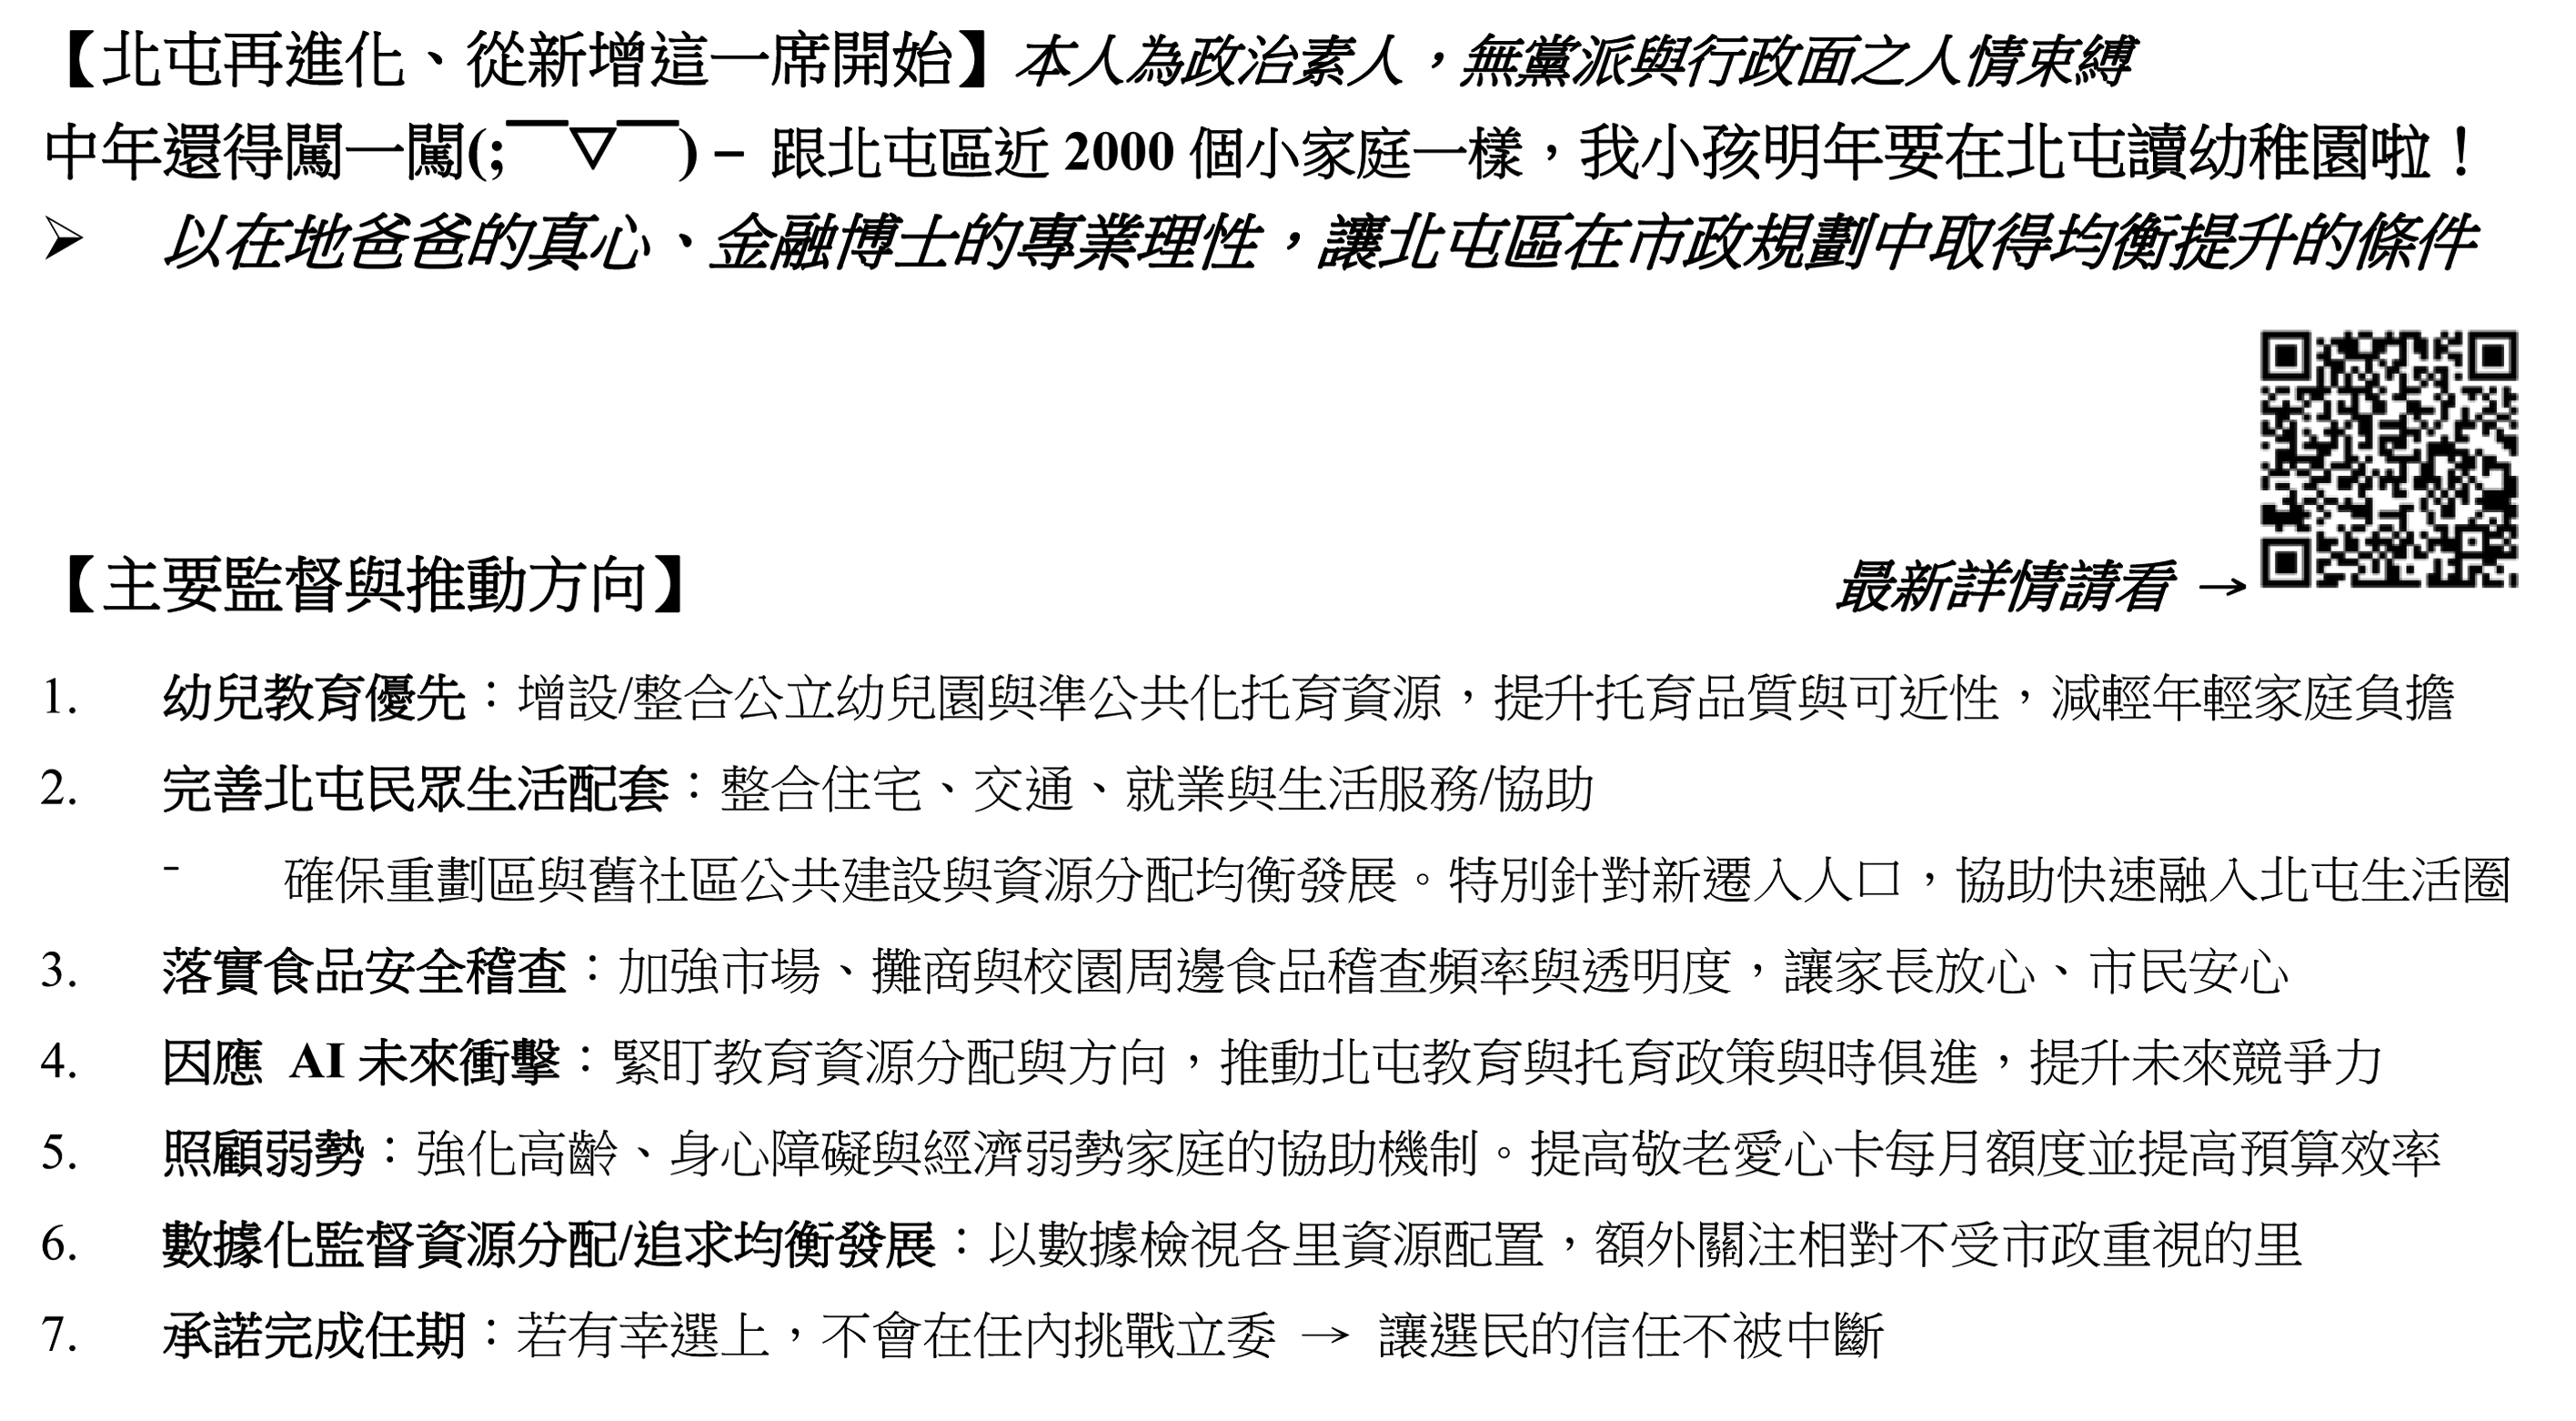 【北屯再進化、從新增這一席開始】本人為政治素人，無黨派與行政面之人情束縛
中年還得闖一闖(;￣▽￣) – 跟北屯區近 2000 個小家庭一樣，我小孩明年要在北屯讀幼稚園啦！
➢ 以在地爸爸的真心、金融博士的專業理性，讓北屯區在市政規劃中取得均衡提升的條件
【主要監督與推動方向】 最新詳情請看 →
1. 幼兒教育優先：增設/整合公立幼兒園與準公共化托育資源，提升托育品質與可近性，減輕年輕家庭負擔
2. 完善北屯民眾生活配套：整合住宅、交通、就業與生活服務/協助
- 確保重劃區與舊社區公共建設與資源分配均衡發展。特別針對新遷入人口，協助快速融入北屯生活圈
3. 落實食品安全稽查：加強市場、攤商與校園周邊食品稽查頻率與透明度，讓家長放心、市民安心
4. 因應 AI 未來衝擊：緊盯教育資源分配與方向，推動北屯教育與托育政策與時俱進，提升未來競爭力
5. 照顧弱勢：強化高齡、身心障礙與經濟弱勢家庭的協助機制。提高敬老愛心卡每月額度並提高預算效率
6. 數據化監督資源分配/追求均衡發展：以數據檢視各里資源配置，額外關注相對不受市政重視的里
7. 承諾完成任期：若有幸選上，不會在任內挑戰立委 → 讓選民的信任不被中斷